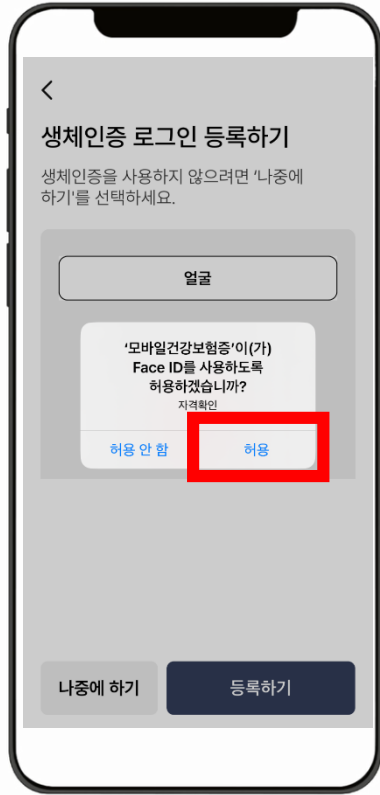 생체인증 로그인 등록하기
생체인증을 사용하지 않으려면 '나중에
하기'를 선택하세요.
얼굴
'모바일건강보험증'이(가)
Face ID를 사용하도록
허용하겠습니까?
자격확인
허용 안 함
허용
나중에 하기
등록하기